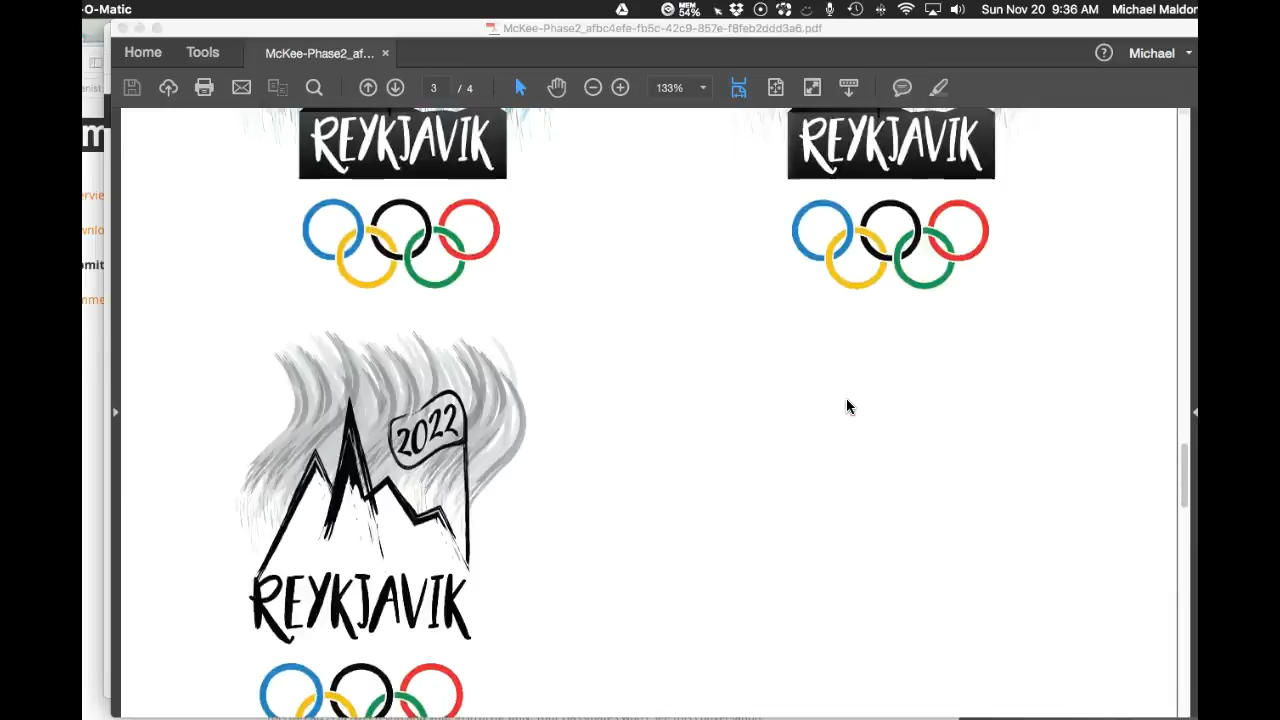 -O-Matic
MEM
54%
Sun Nov 20 9:36 AM
Michael Maldor
McKee-Phase2_afbc4efe-fb5c-42c9-857e-f8feb2ddd3a6.pdf
Home
Tools
McKee-Phase2_af...
×
?
Michael
3 / 4
133%
m
REYKJAVIK
REYKJAVIK
2022
REYKJAVIK